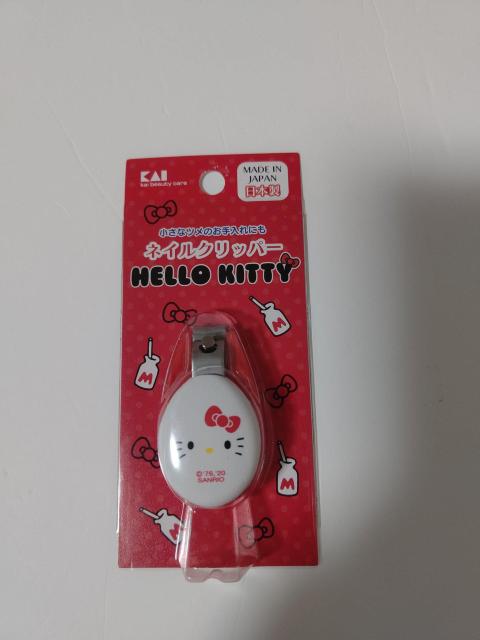 KAI
kai beauty care
MADE IN
JAPAN
日本製
小さなツメのお手入れにも
ネイルクリッパー
HELLO KITTY
M
M
M
M
M
©'76,'20
SANRIO